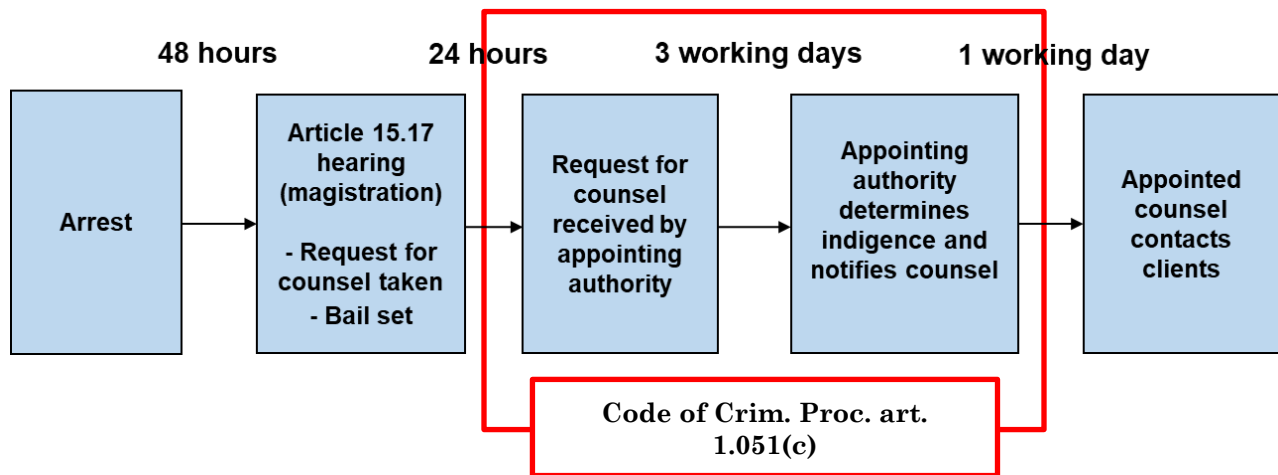 48 hours
24 hours
3 working days
1 working day
Arrest
Article 15.17
hearing
(magistration)
- Request for
counsel taken
- Bail set
Request for
counsel
received by
appointing
authority
Appointing
authority
determines
indigence and
notifies counsel
Appointed
counsel
contacts
clients
Code of Crim. Proc. art.
1.051(c)